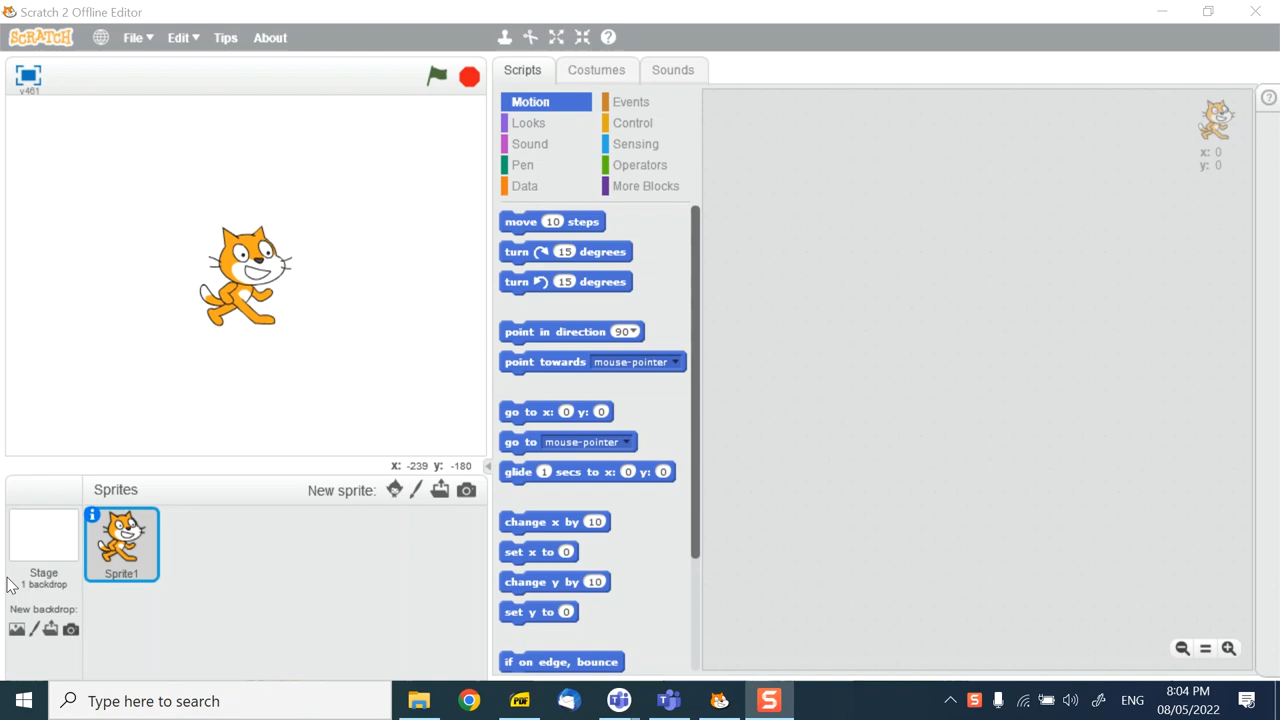 Scratch 2 Offline Editor
SCRATCH File Edit Tips About
v461
Scripts Costumes Sounds
Motion Events
Looks Control
Sound Sensing
Pen Operators
Data More Blocks
move 10 steps
turn 15 degrees
turn 15 degrees
point in direction 90
point towards mouse-pointer
go to x: 0 y: 0
go to mouse-pointer
glide 1 secs to x: 0 y: 0
change x by 10
set x to 0
change y by 10
set y to 0
if on edge, bounce
x: 0
y: 0
x: -239 y: -180
Sprites New sprite:
Stage
1 backdrop
Sprite1
New backdrop:
Type here to search
PDF
ENG
8:04 PM
08/05/2022